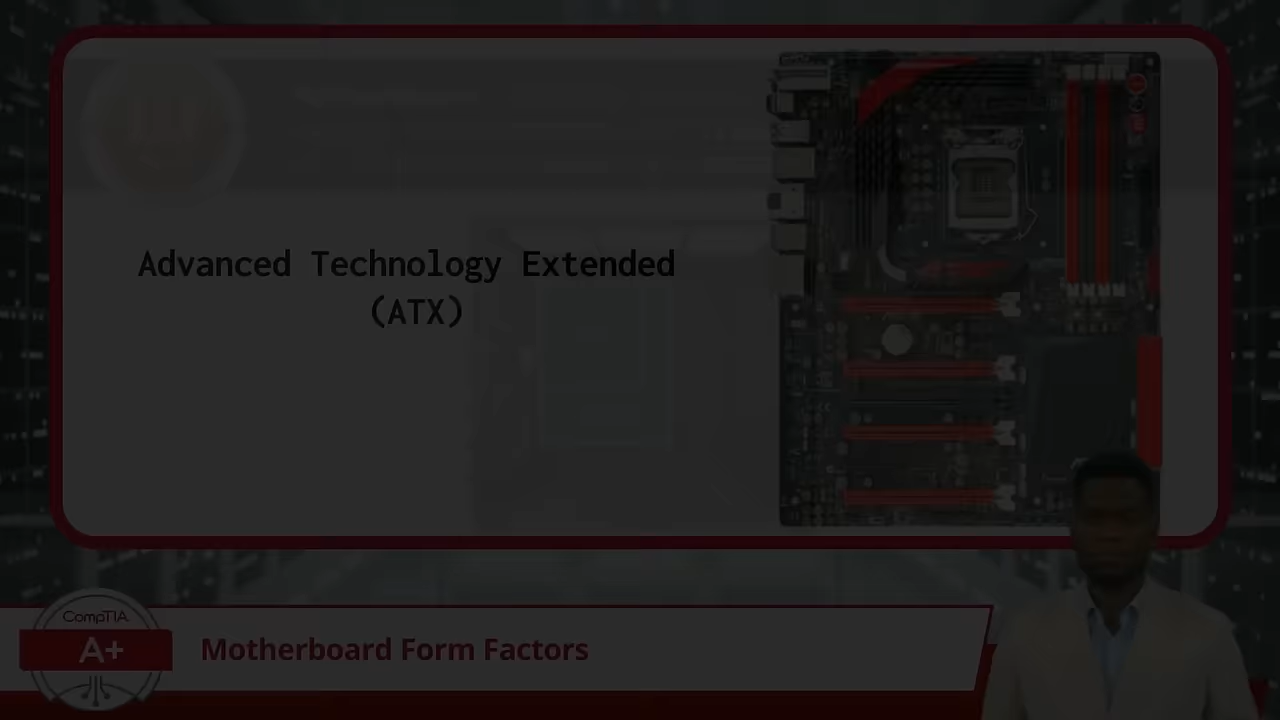 Advanced Technology Extended
(ATX)
CompTIA.
A+
Motherboard Form Factors